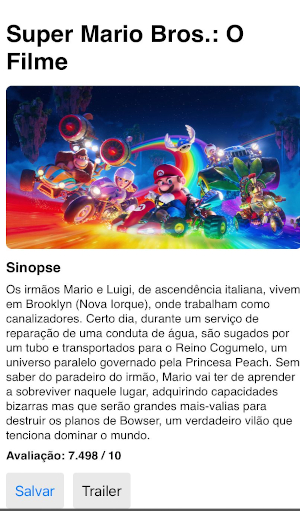 Super Mario Bros.: O
Filme
Sinopse
Os irmãos Mario e Luigi, de ascendência italiana, vivem
em Brooklyn (Nova Iorque), onde trabalham como
canalizadores. Certo dia, durante um serviço de
reparação de uma conduta de água, são sugados por
um tubo e transportados para o Reino Cogumelo, um
universo paralelo governado pela Princesa Peach. Sem
saber do paradeiro do irmão, Mario vai ter de aprender
a sobreviver naquele lugar, adquirindo capacidades
bizarras mas que serão grandes mais-valias para
destruir os planos de Bowser, um verdadeiro vilão que
tenciona dominar o mundo.
Avaliação: 7.498 / 10
Salvar
Trailer